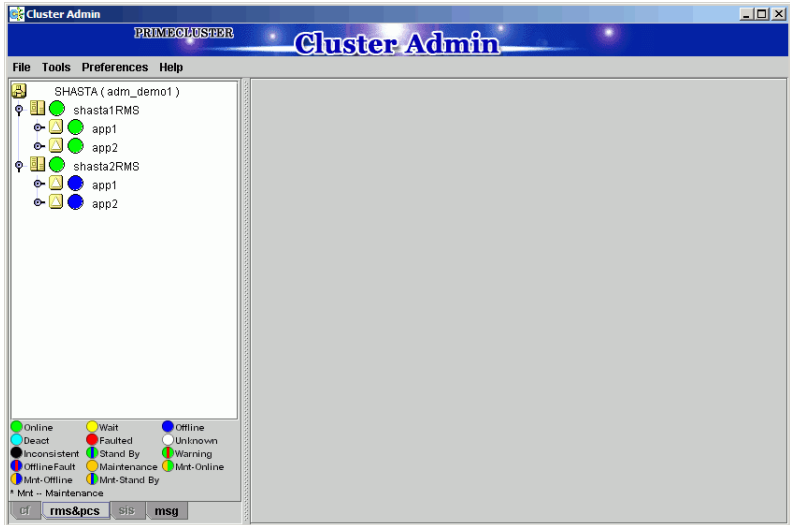 Cluster Admin
PRIMECLUSTER
Cluster Admin
File Tools Preferences Help
SHASTA ( adm_demo1 )
shasta1RMS
app1
app2
shasta2RMS
app1
app2
Online Wait Offline
Deact Faulted Unknown
Inconsistent Stand By Warning
OfflineFault Maintenance Mnt-Online
Mnt-Offline Mnt-Stand By
* Mnt -- Maintenance
cf rms&pcs sis msg